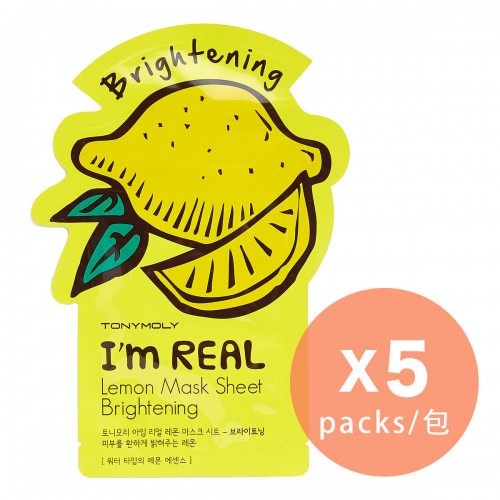 Brightening
TONYMOLY
I'm REAL
Lemon Mask Sheet
Brightening
토니모리 아임 리얼 레몬 마스크 시트 - 브라이트닝
피부를 환하게 밝혀주는 레몬
[ 워터 타입의 레몬 에센스 ]
x5
packs/包